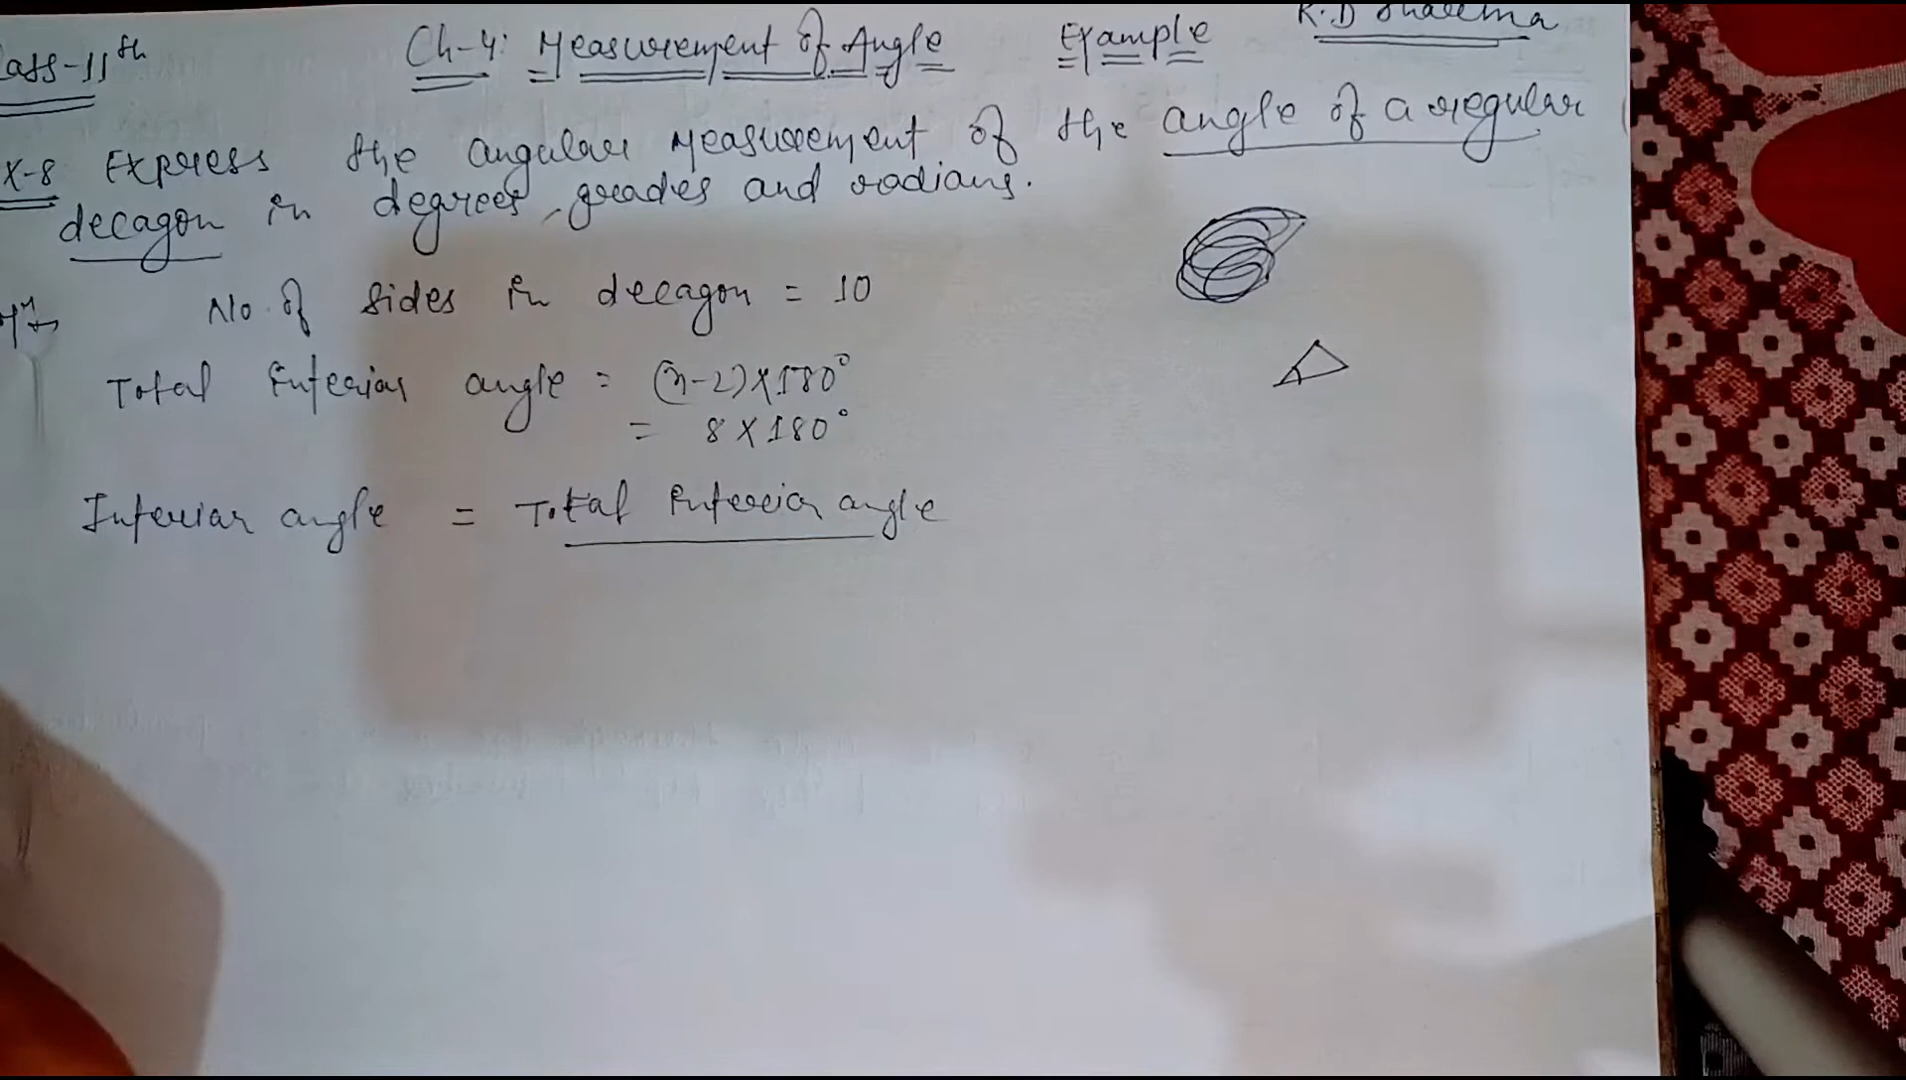 ass-11th Ch-4: Measurement of Angle Example R.D Sharma
X-8 Express the angular measurement of the angle of a regular
decagon in degrees, grades and radians.
No. of sides in decagon = 10
Total interior angle = (n-2)×180°
= 8×180°
Interior angle = Total interior angle